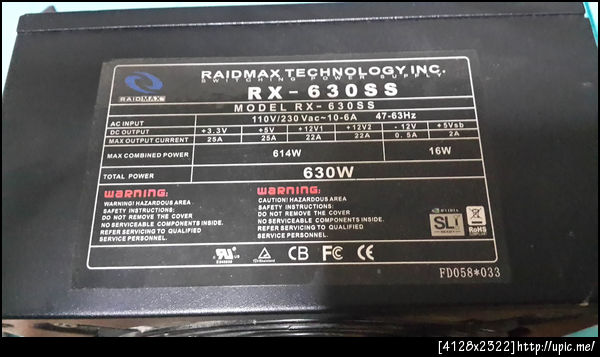 RAIDMAX TECHNOLOGY INC.
SWITCHING POWER SUPPLY
RAIDMAX
RX-630SS
MODEL RX-630SS
AC INPUT 110V/230Vac~10-6A 47-63Hz
DC OUTPUT +3.3V +5V +12V1 +12V2 -12V +5Vsb
MAX OUTPUT CURRENT 25A 25A 22A 22A 0.5A 2A
MAX COMBINED POWER 614W 16W
TOTAL POWER 630W
WARNING:
WARNING! HAZARDOUS AREA
SAFETY INSTRUCTIONS:
DO NOT REMOVE THE COVER
NO SERVICEABLE COMPONENTS INSIDE.
REFER SERVICING TO QUALIFIED
SERVICE PERSONNEL.
WARNING:
CAUTION! HAZARDOUS AREA
SAFETY INSTRUCTIONS:
DO NOT REMOVE THE COVER
NO SERVICEABLE COMPONENTS INSIDE.
REFER SERVICING TO QUALIFIED
SERVICE PERSONNEL.
SLI
RoHS
c UL us CB FC CE
FD058*033
[4128x2522]http://upic.me/